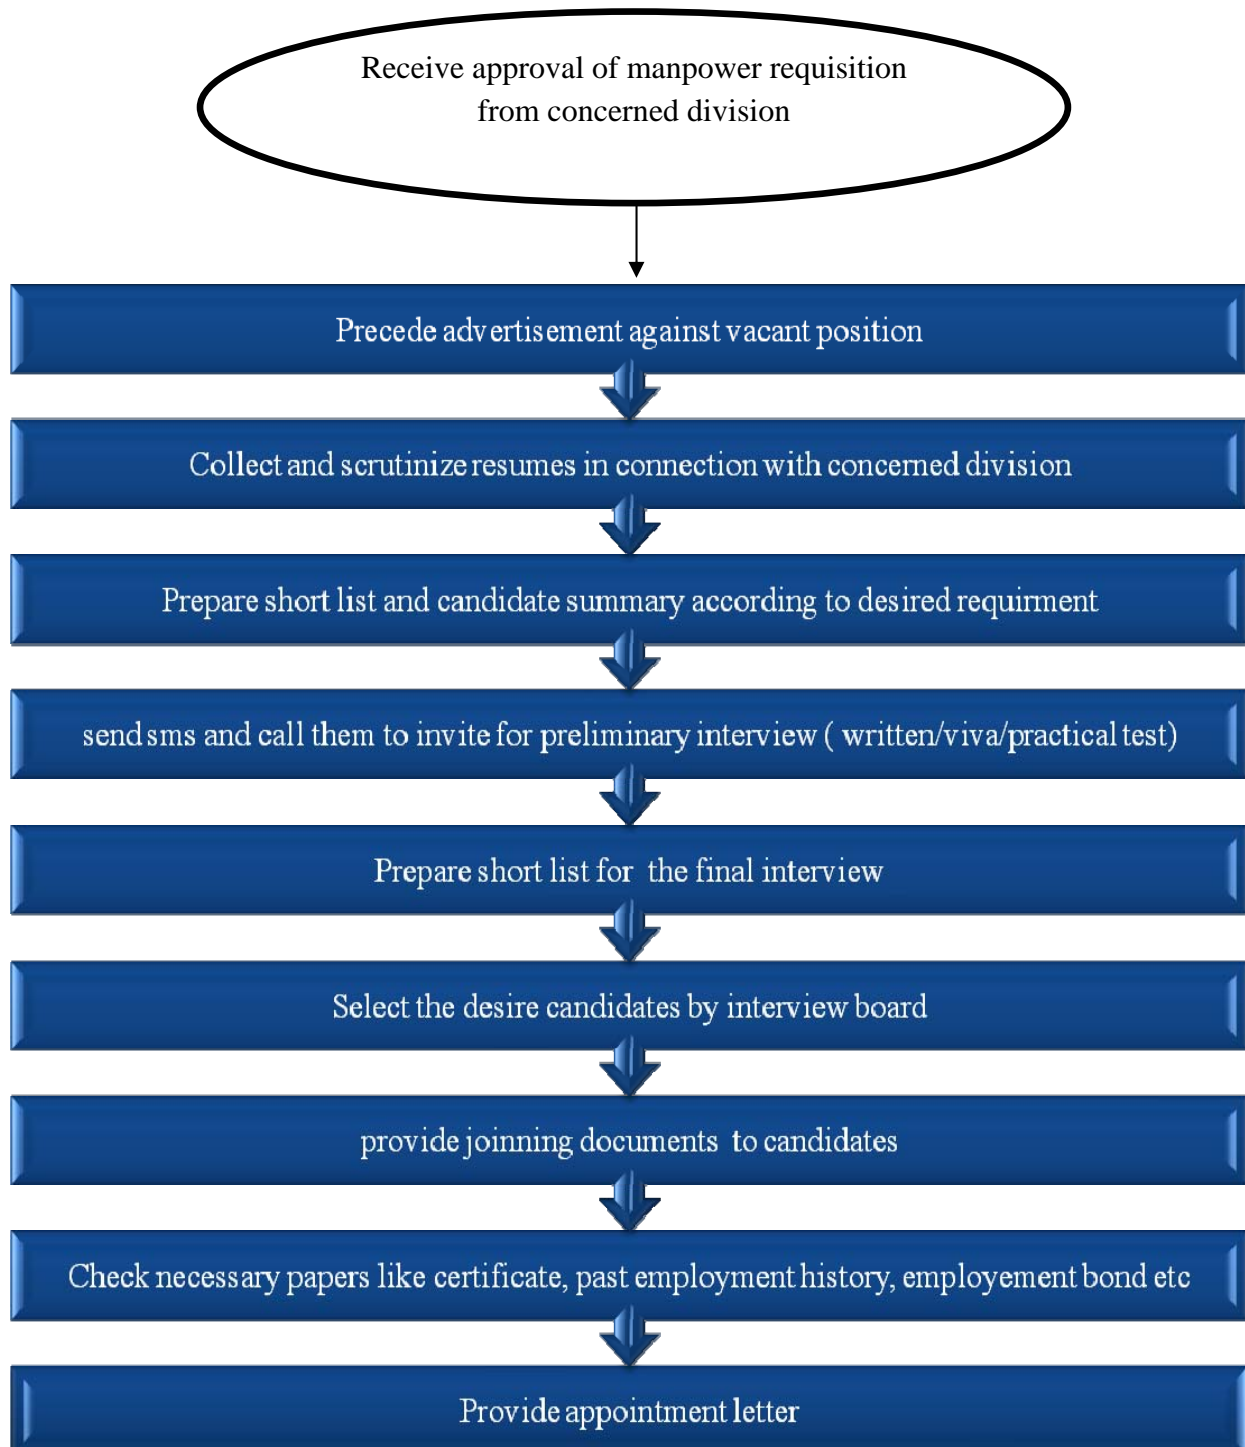 Receive approval of manpower requisition
from concerned division
Precede advertisement against vacant position
Collect and scrutinize resumes in connection with concerned division
Prepare short list and candidate summary according to desired requirment
send sms and call them to invite for preliminary interview ( written/viva/practical test)
Prepare short list for the final interview
Select the desire candidates by interview board
provide joinning documents to candidates
Check necessary papers like certificate, past employment history, employement bond etc
Provide appointment letter